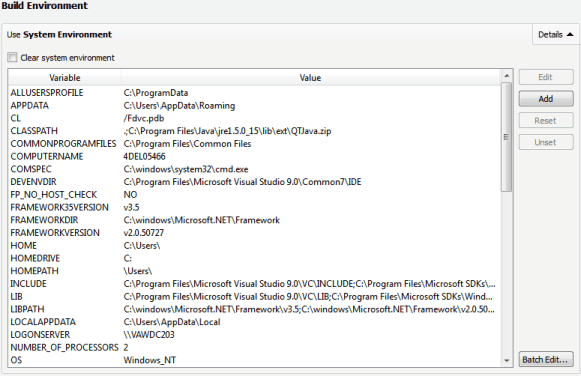 Build Environment
Use System Environment
Details
Clear system environment
Variable Value
Edit
ALLUSERSPROFILE C:\ProgramData
APPDATA C:\Users\AppData\Roaming
Add
CL /Fdvc.pdb
CLASSPATH .;C:\Program Files\Java\jre1.5.0_15\lib\ext\QTJava.zip
Reset
COMMONPROGRAMFILES C:\Program Files\Common Files
COMPUTERNAME 4DEL05466
Unset
COMSPEC C:\windows\system32\cmd.exe
DEVENVDIR C:\Program Files\Microsoft Visual Studio 9.0\Common7\IDE
FP_NO_HOST_CHECK NO
FRAMEWORK35VERSION v3.5
FRAMEWORKDIR C:\windows\Microsoft.NET\Framework
FRAMEWORKVERSION v2.0.50727
HOME C:\Users\
HOMEDRIVE C:
HOMEPATH \Users\
INCLUDE C:\Program Files\Microsoft Visual Studio 9.0\VC\INCLUDE;C:\Program Files\Microsoft SDKs\...
LIB C:\Program Files\Microsoft Visual Studio 9.0\VC\LIB;C:\Program Files\Microsoft SDKs\Wind...
LIBPATH C:\windows\Microsoft.NET\Framework\v3.5;C:\windows\Microsoft.NET\Framework\v2.0.50...
LOCALAPPDATA C:\Users\AppData\Local
LOGONSERVER \\VAWDC203
NUMBER_OF_PROCESSORS 2
OS Windows_NT
Batch Edit...